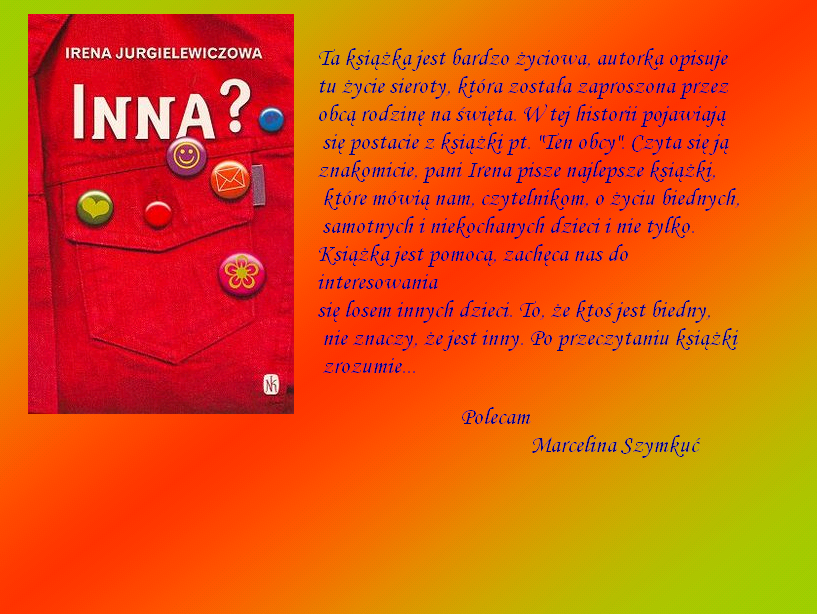 IRENA JURGIELEWICZOWA
INNA?
Ta książka jest bardzo życiowa, autorka opisuje
tu życie sieroty, która została zaproszona przez
obcą rodzinę na święta. W tej historii pojawiają
się postacie z książki pt. "Ten obcy". Czyta się ją
znakomicie, pani Irena pisze najlepsze książki,
które mówią nam, czytelnikom, o życiu biednych,
samotnych i niekochanych dzieci i nie tylko.
Książka jest pomocą, zachęca nas do
interesowania
się losem innych dzieci. To, że ktoś jest biedny,
nie znaczy, że jest inny. Po przeczytaniu książki
zrozumie...
Polecam
Marcelina Szymkuć
NK